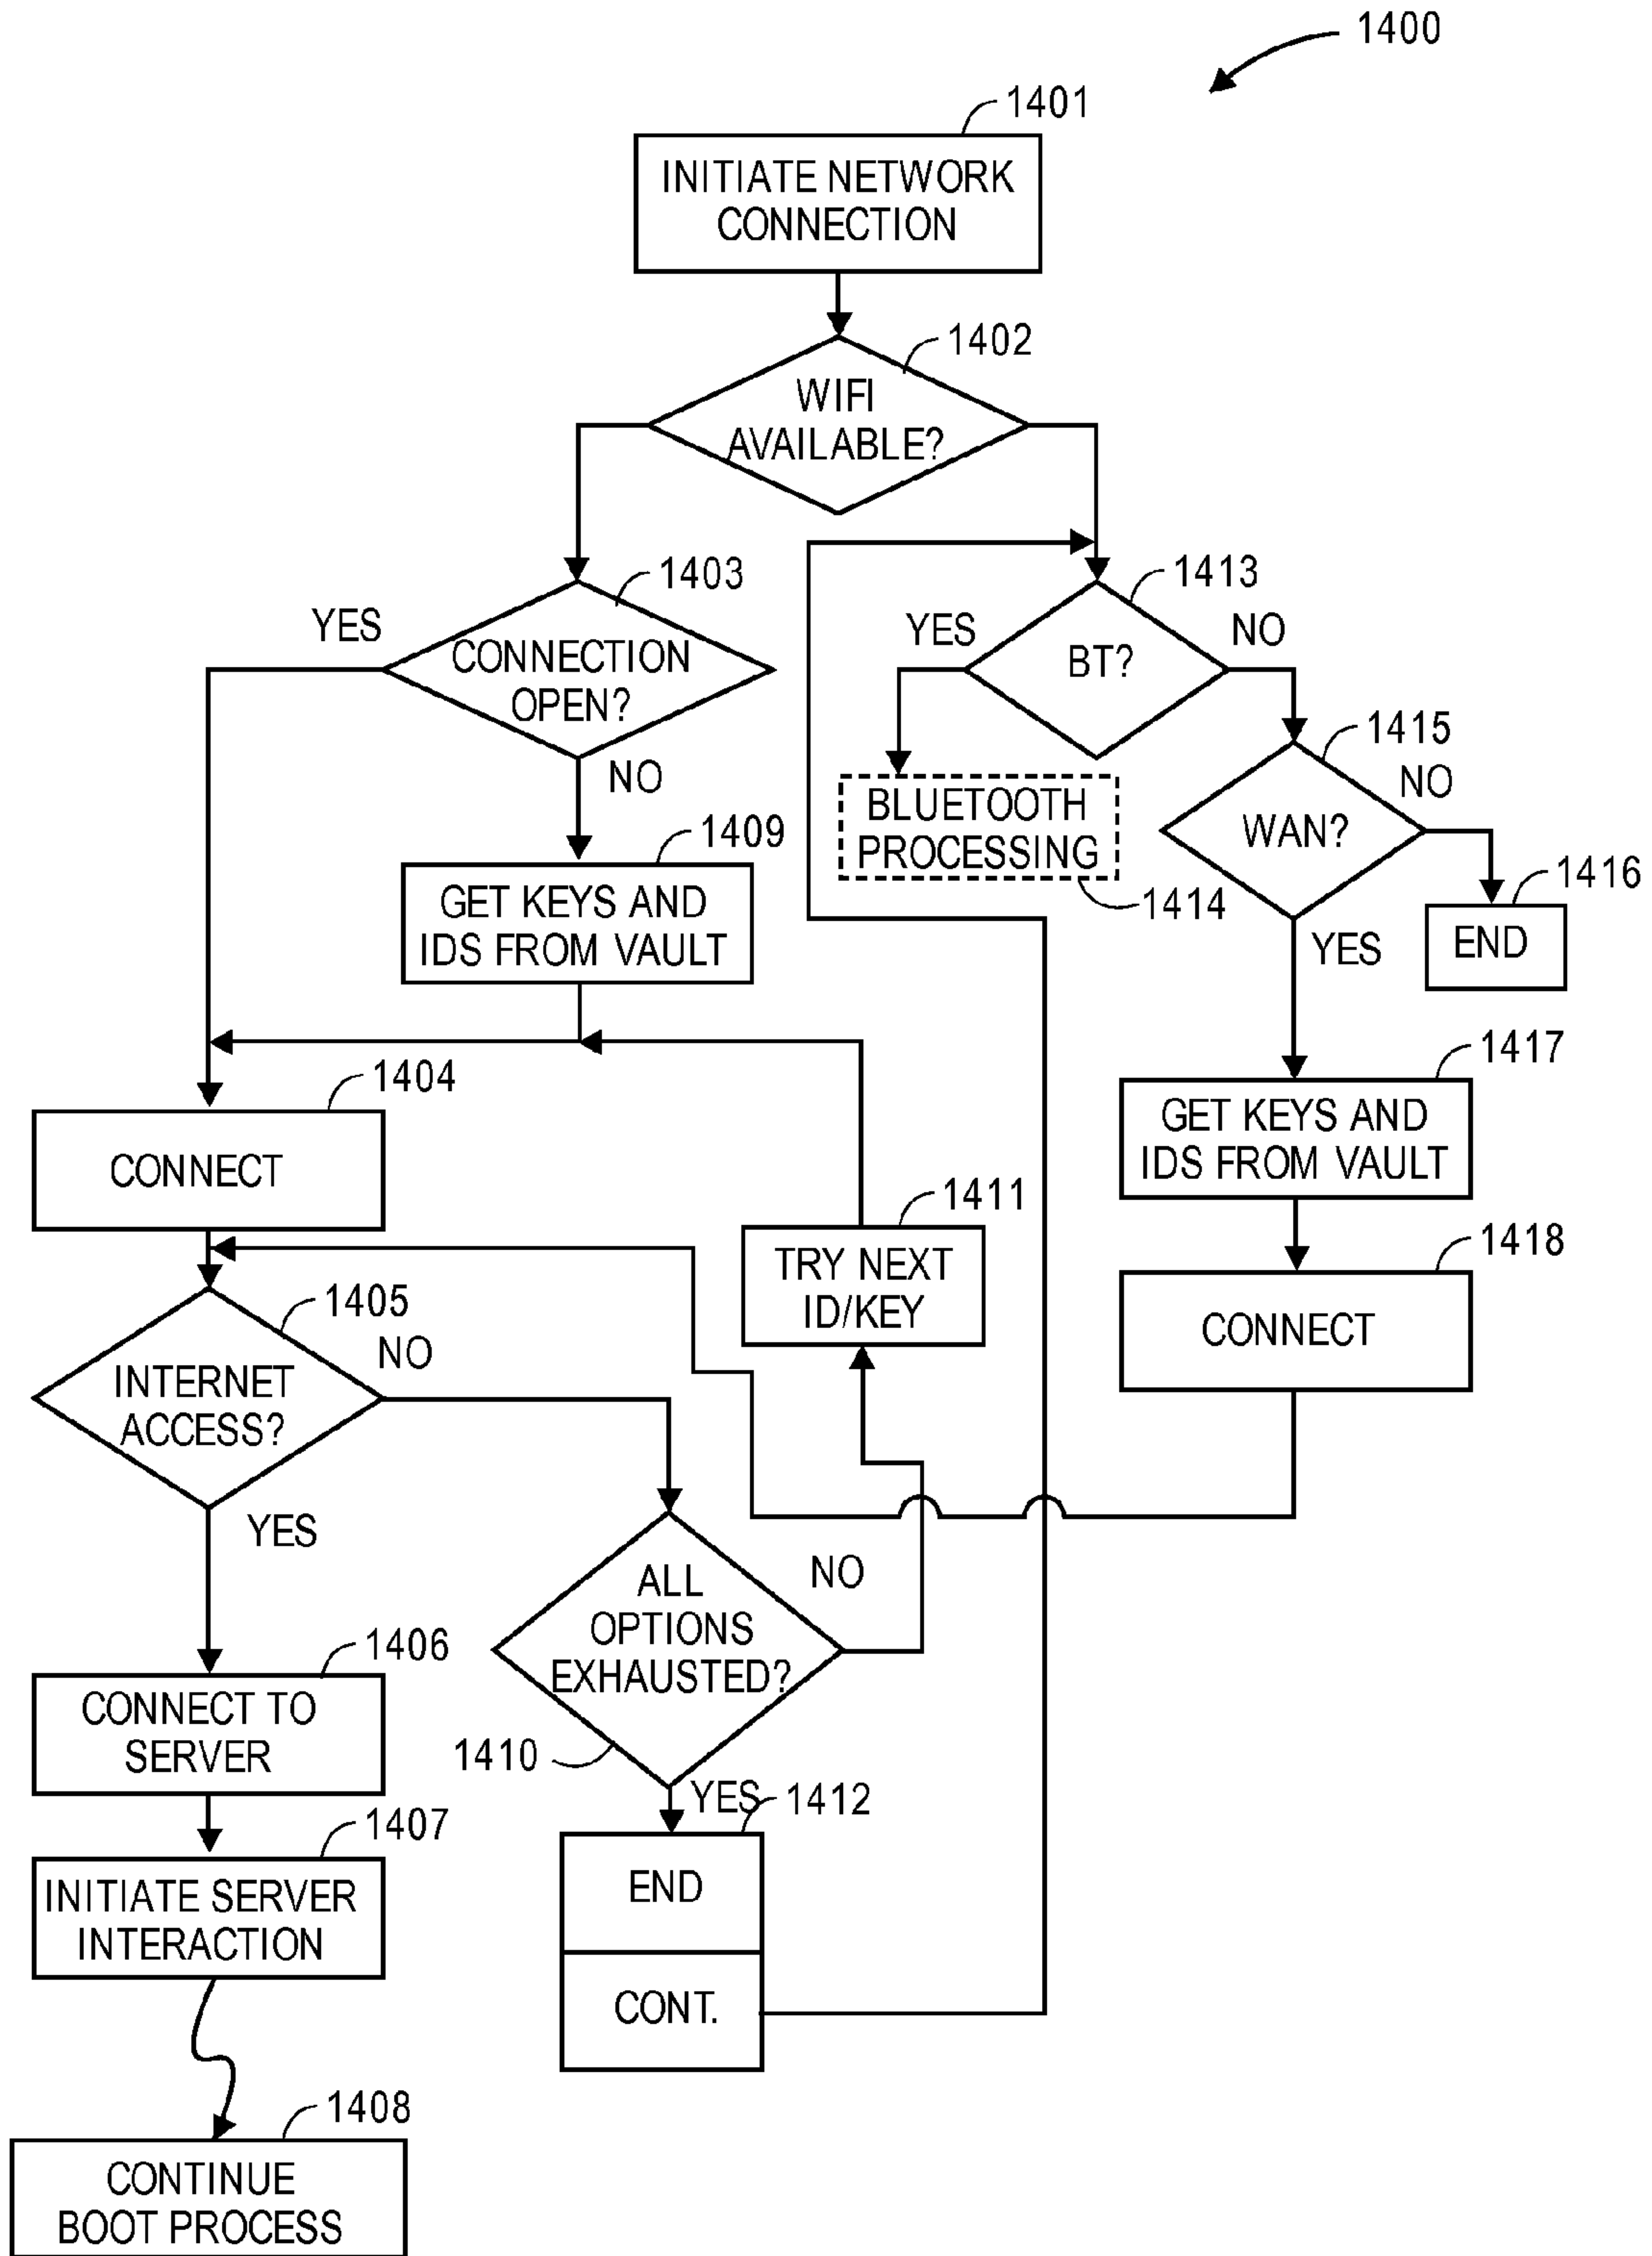 1400
1401
INITIATE NETWORK
CONNECTION
1402
WIFI
AVAILABLE?
1403
YES
CONNECTION
OPEN?
NO
1413
YES
NO
BT?
1415
NO
WAN?
YES
BLUETOOTH
PROCESSING
1414
1416
END
1409
GET KEYS AND
IDS FROM VAULT
1404
CONNECT
1417
GET KEYS AND
IDS FROM VAULT
1411
TRY NEXT
ID/KEY
1418
CONNECT
1405
NO
INTERNET
ACCESS?
YES
NO
ALL
OPTIONS
EXHAUSTED?
1410
YES
1406
CONNECT TO
SERVER
1412
END
CONT.
1407
INITIATE SERVER
INTERACTION
1408
CONTINUE
BOOT PROCESS